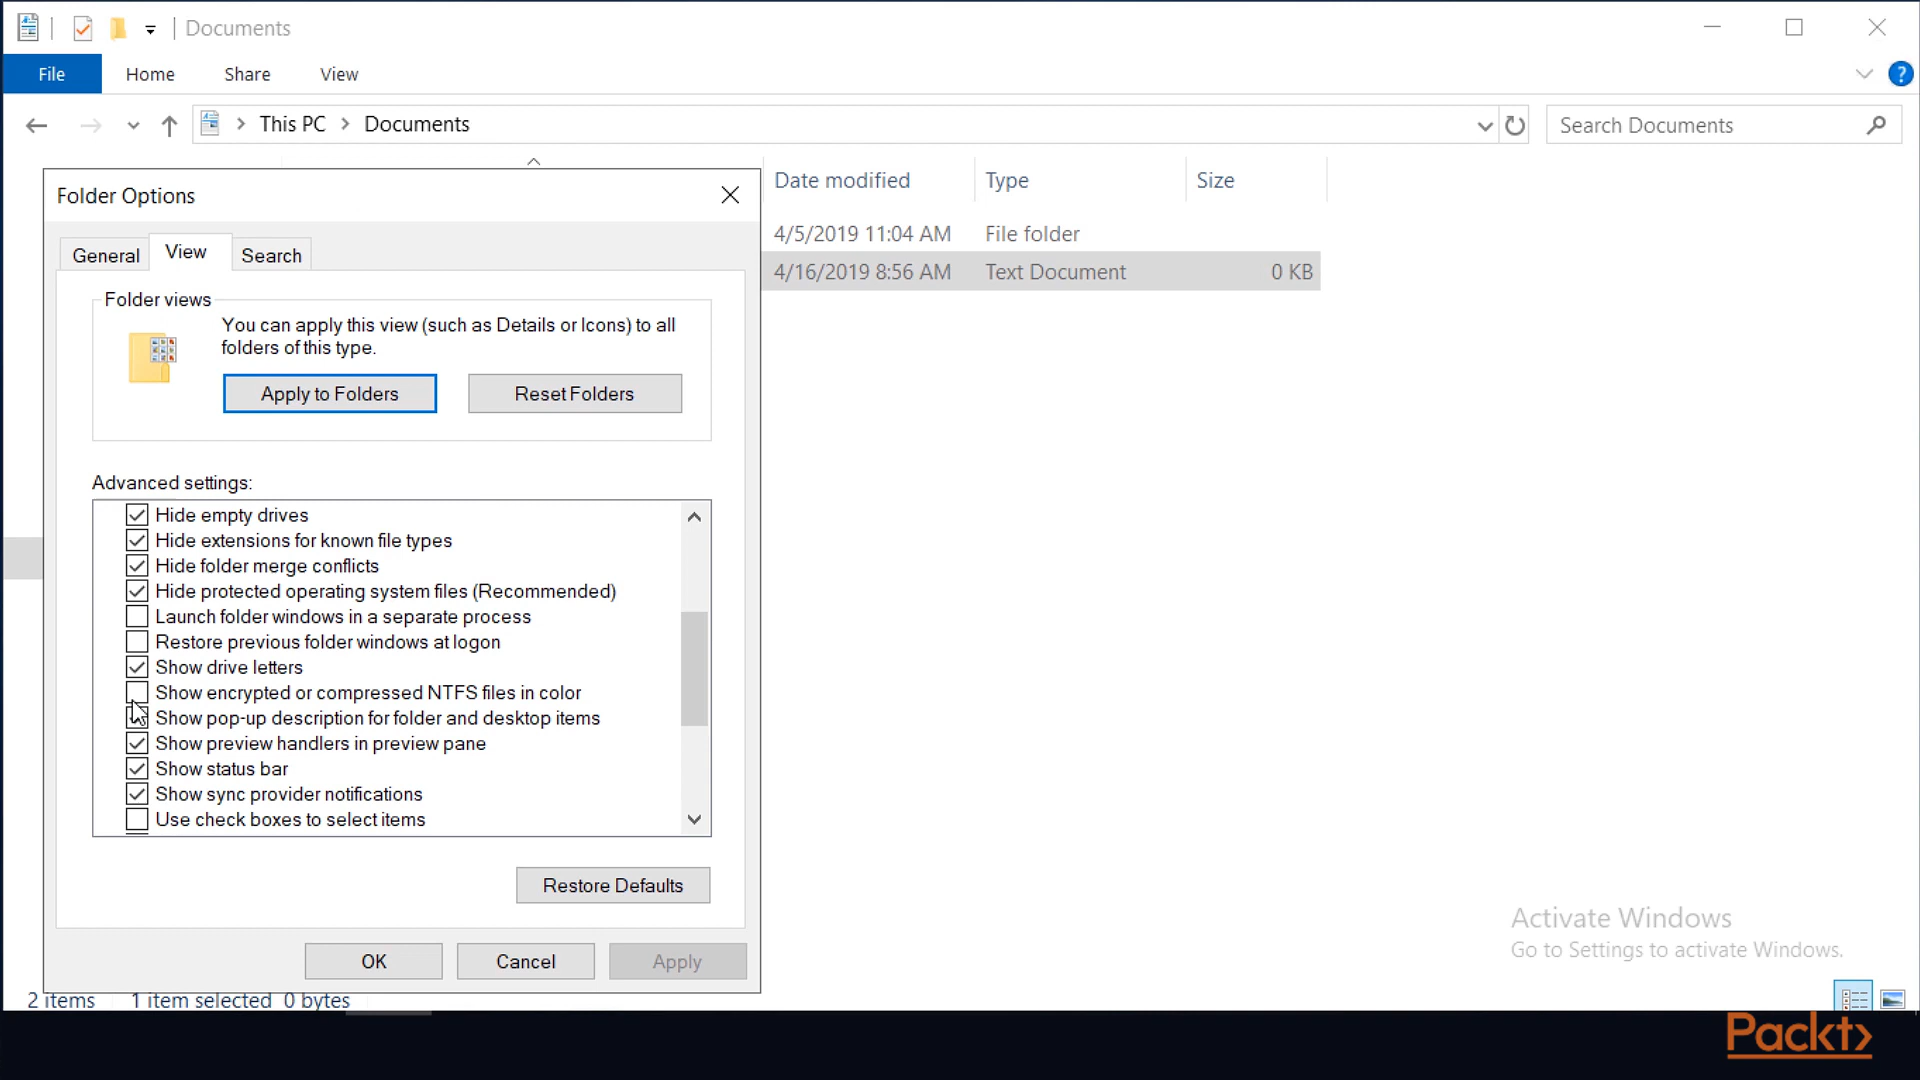 Documents
File
Home
Share
View
This PC
Documents
Search Documents
Date modified
Type
Size
4/5/2019 11:04 AM
File folder
4/16/2019 8:56 AM
Text Document
0 KB
Folder Options
General
View
Search
Folder views
You can apply this view (such as Details or Icons) to all
folders of this type.
Apply to Folders
Reset Folders
Advanced settings:
Hide empty drives
Hide extensions for known file types
Hide folder merge conflicts
Hide protected operating system files (Recommended)
Launch folder windows in a separate process
Restore previous folder windows at logon
Show drive letters
Show encrypted or compressed NTFS files in color
Show pop-up description for folder and desktop items
Show preview handlers in preview pane
Show status bar
Show sync provider notifications
Use check boxes to select items
Restore Defaults
OK
Cancel
Apply
Activate Windows
Go to Settings to activate Windows.
2 items
1 item selected 0 bytes
Packt